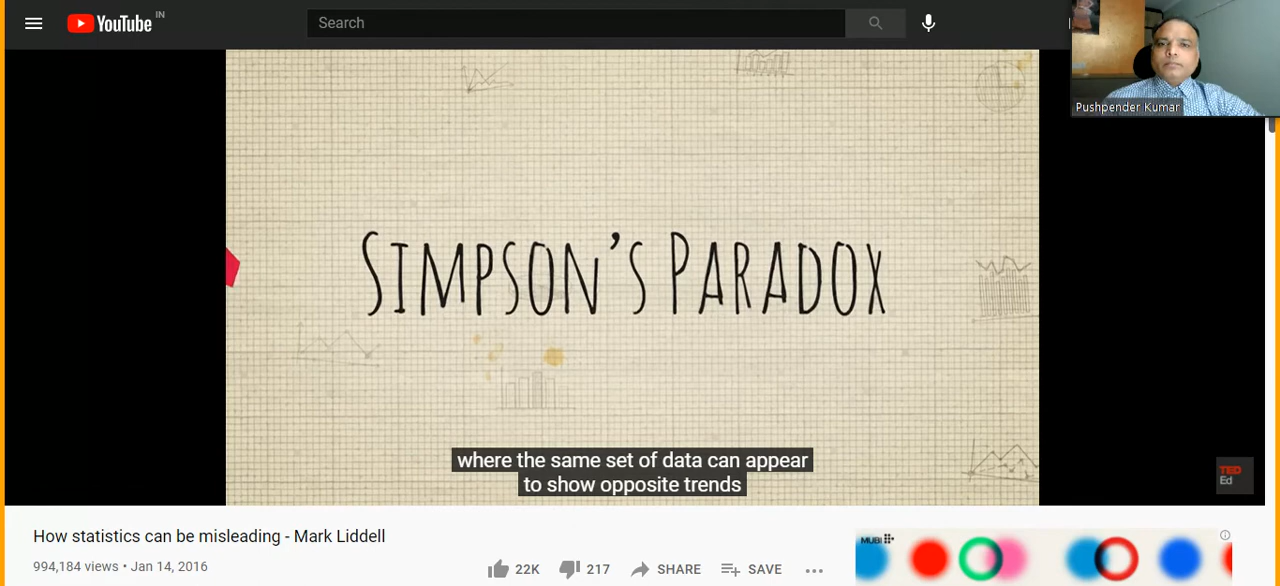 YouTube IN
Search
Pushpender Kumar
SIMPSON'S PARADOX
where the same set of data can appear
to show opposite trends
TED
Ed
How statistics can be misleading - Mark Liddell
994,184 views • Jan 14, 2016
22K
217
SHARE
SAVE
MUBI